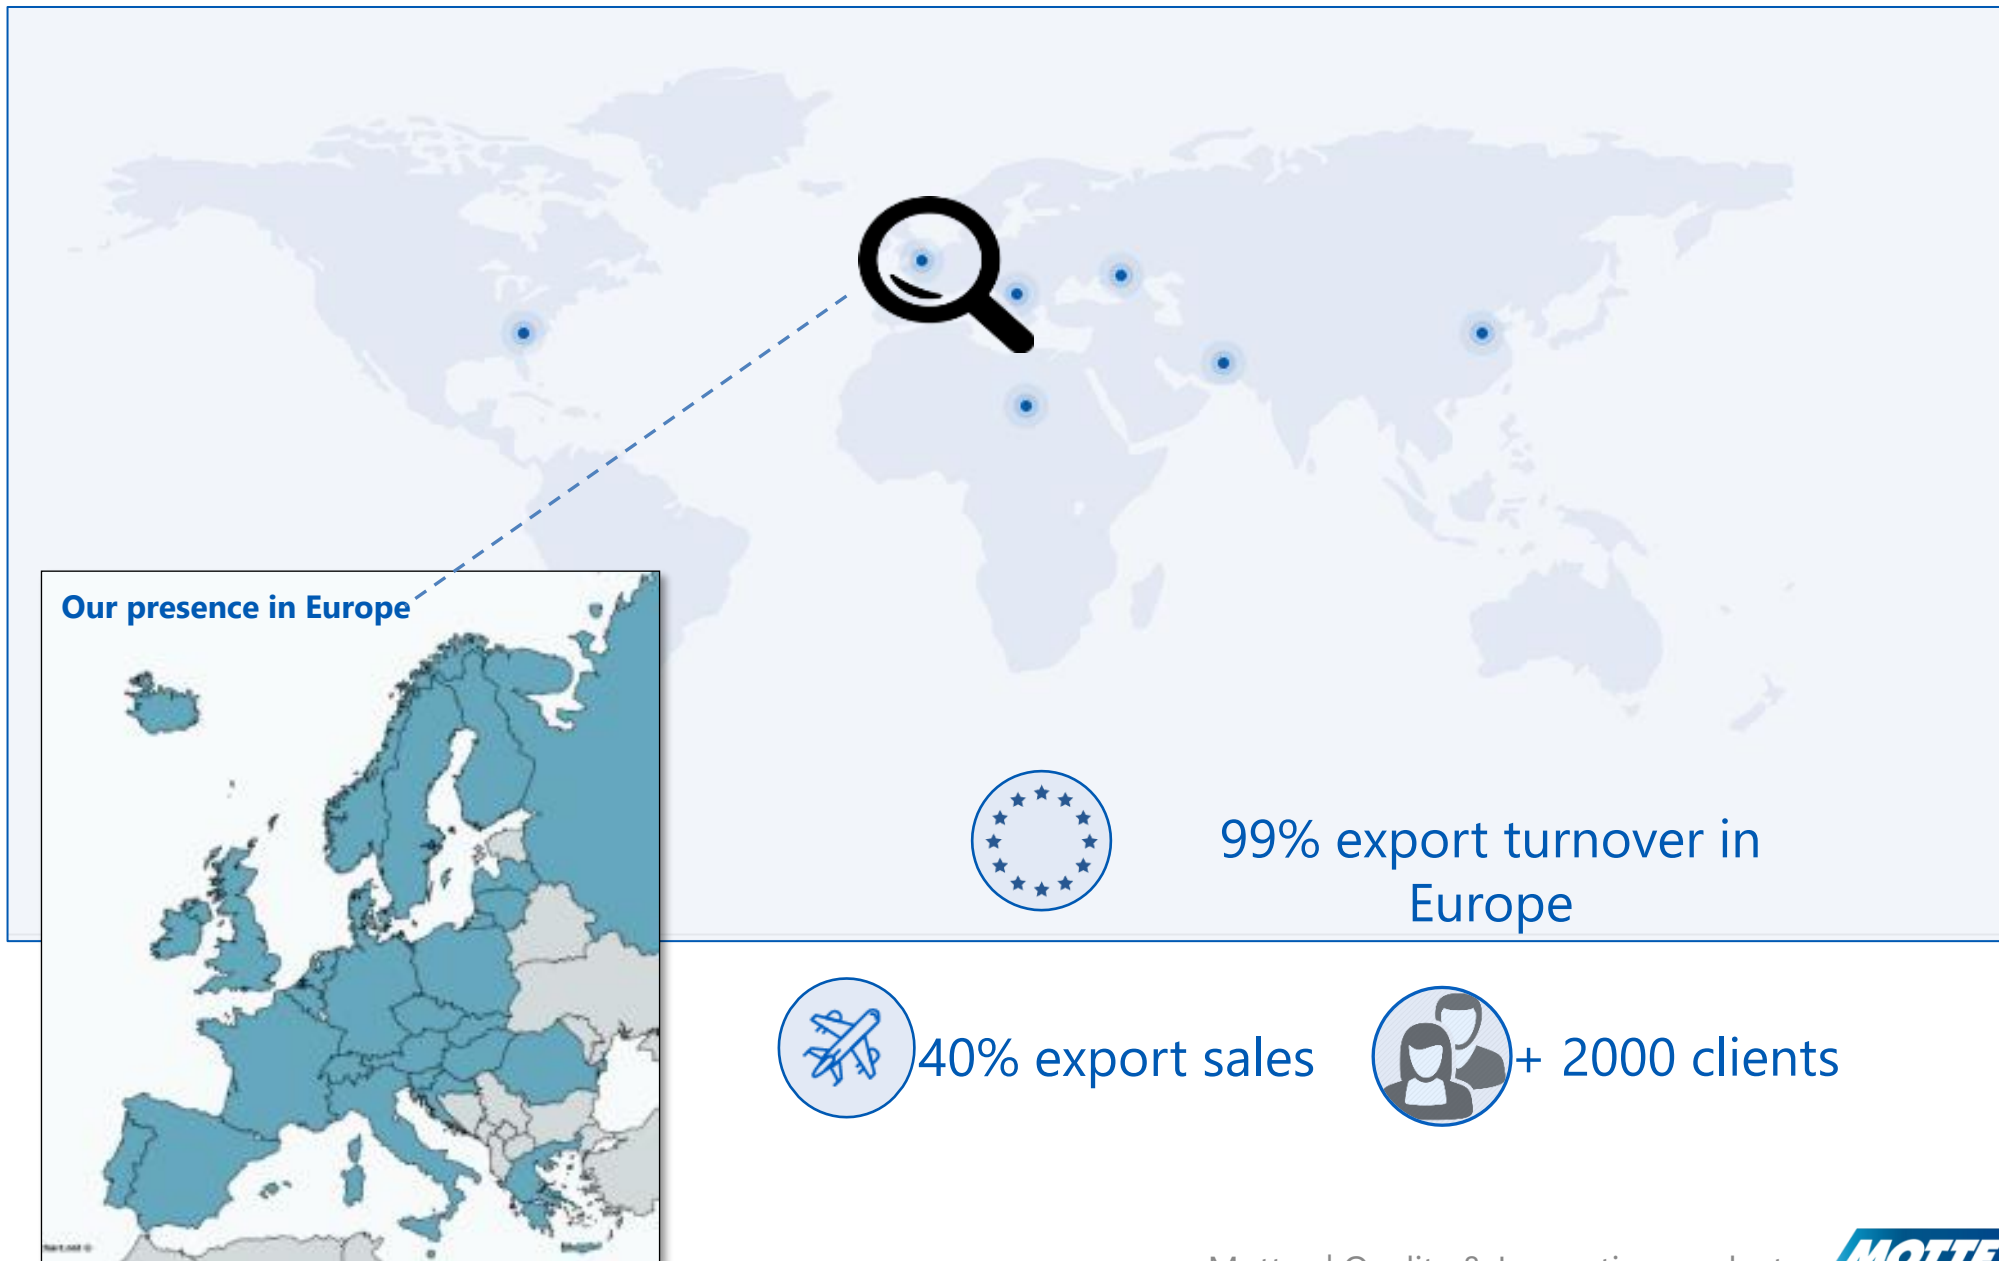 Our presence in Europe
99% export turnover in
Europe
40% export sales
+ 2000 clients